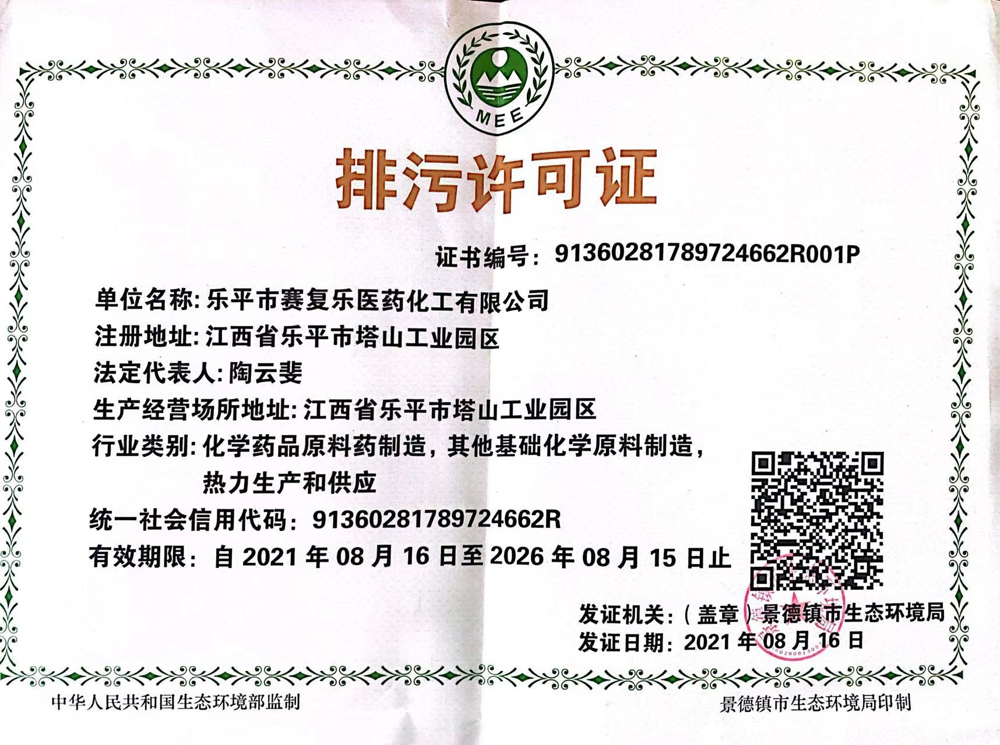 MEE
排污许可证
证书编号：91360281789724662R001P
单位名称:乐平市赛复乐医药化工有限公司
注册地址:江西省乐平市塔山工业园区
法定代表人:陶云斐
生产经营场所地址:江西省乐平市塔山工业园区
行业类别:化学药品原料药制造，其他基础化学原料制造，
热力生产和供应
统一社会信用代码：91360281789724662R
有效期限：自 2021 年 08 月 16 日至 2026 年 08 月 15 日止
发证机关：（盖章）景德镇市生态环境局
发证日期：2021 年 08 月 16 日
中华人民共和国生态环境部监制
景德镇市生态环境局印制